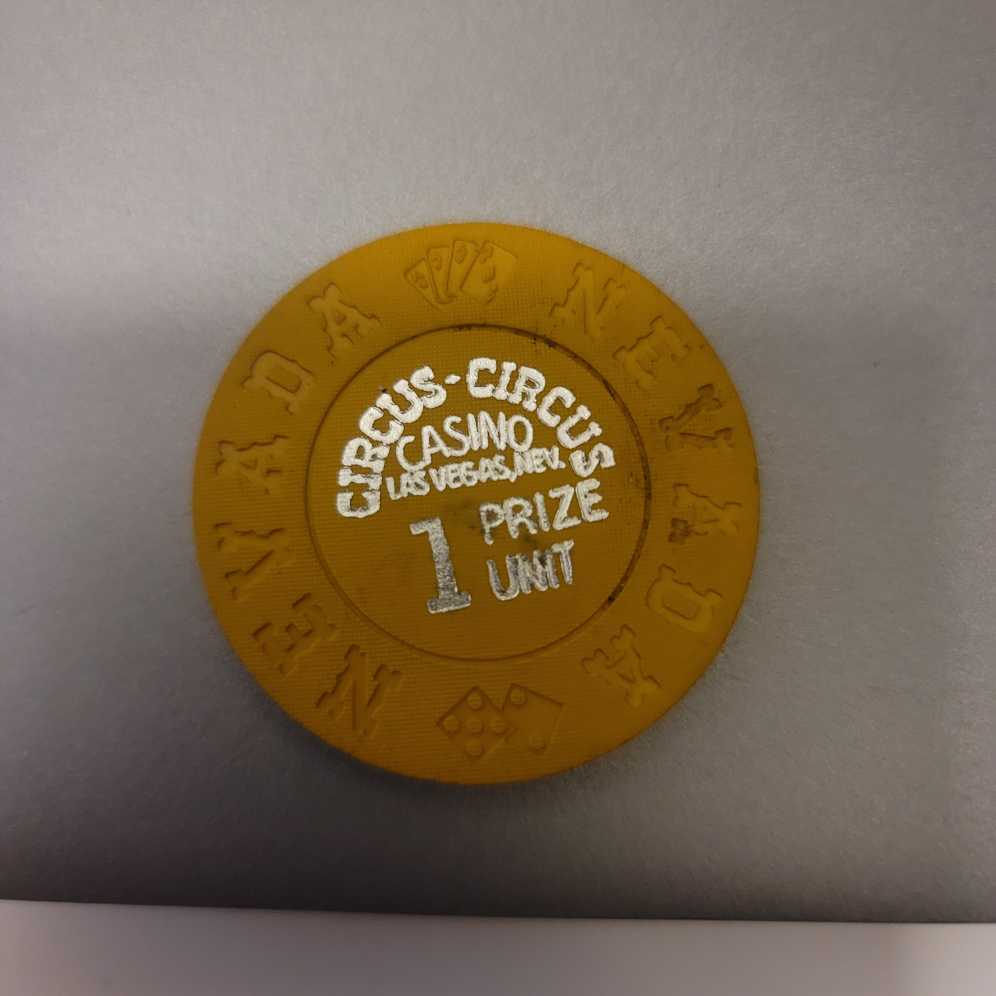 CIRCUS-CIRCUS
CASINO
LAS VEGAS, NEV.
1 PRIZE
UNIT
NEVADA
NEVADA